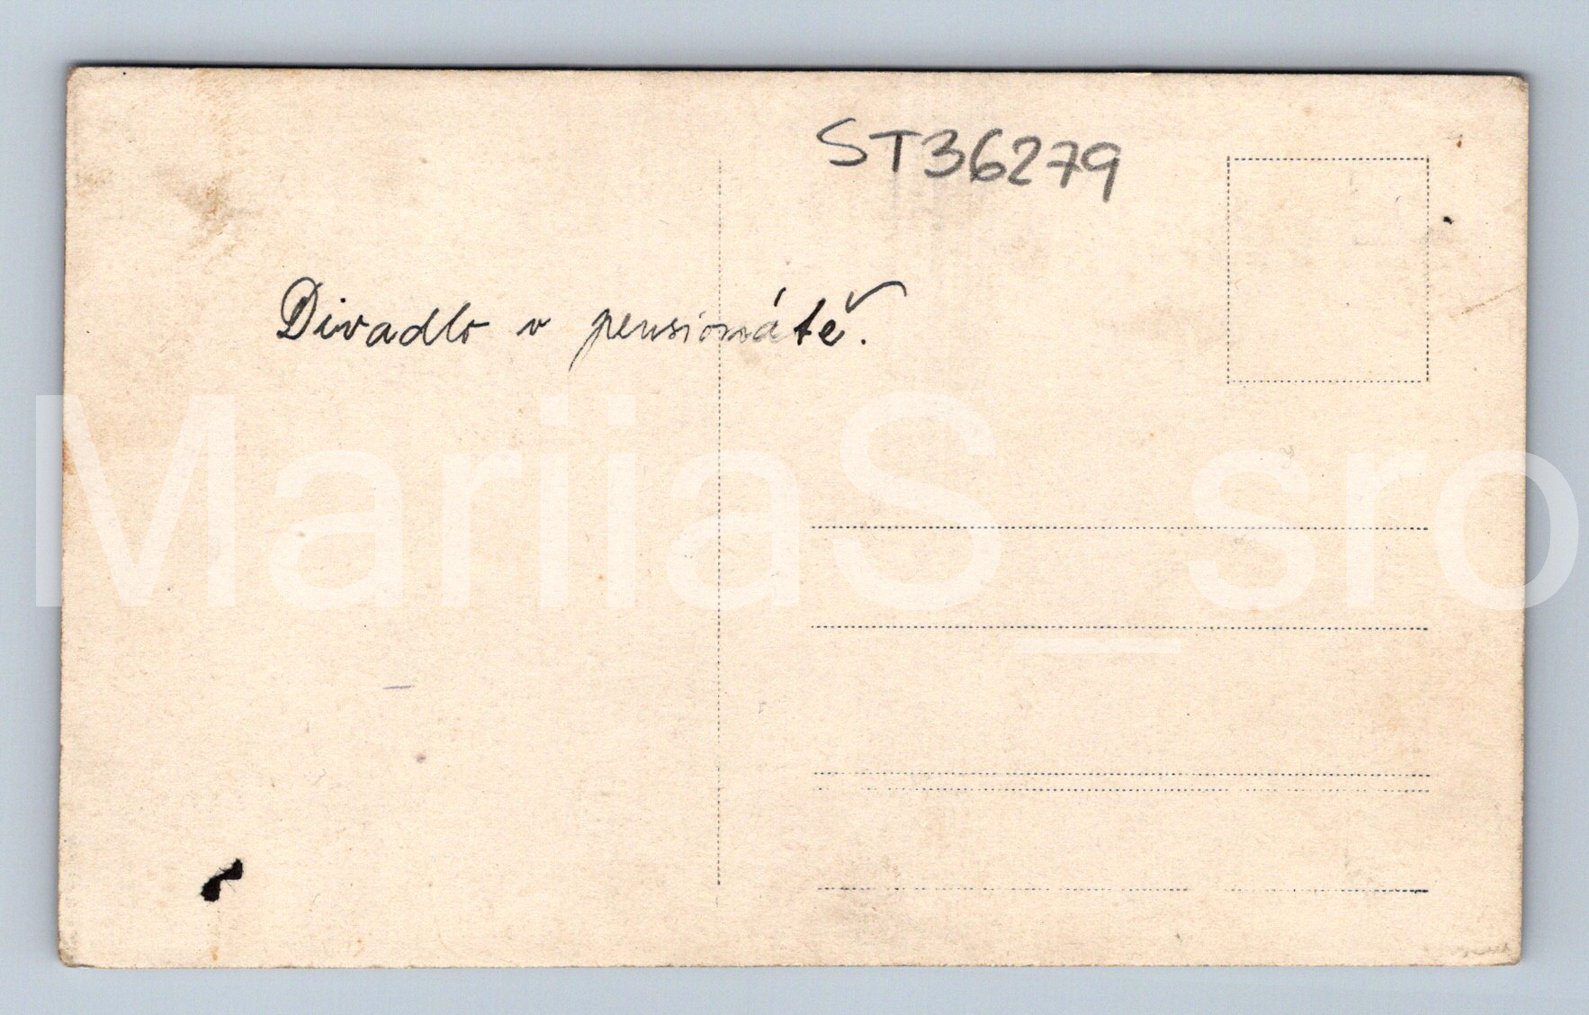 ST36279
Divadlo v pensionátě.
MariiaS_sro